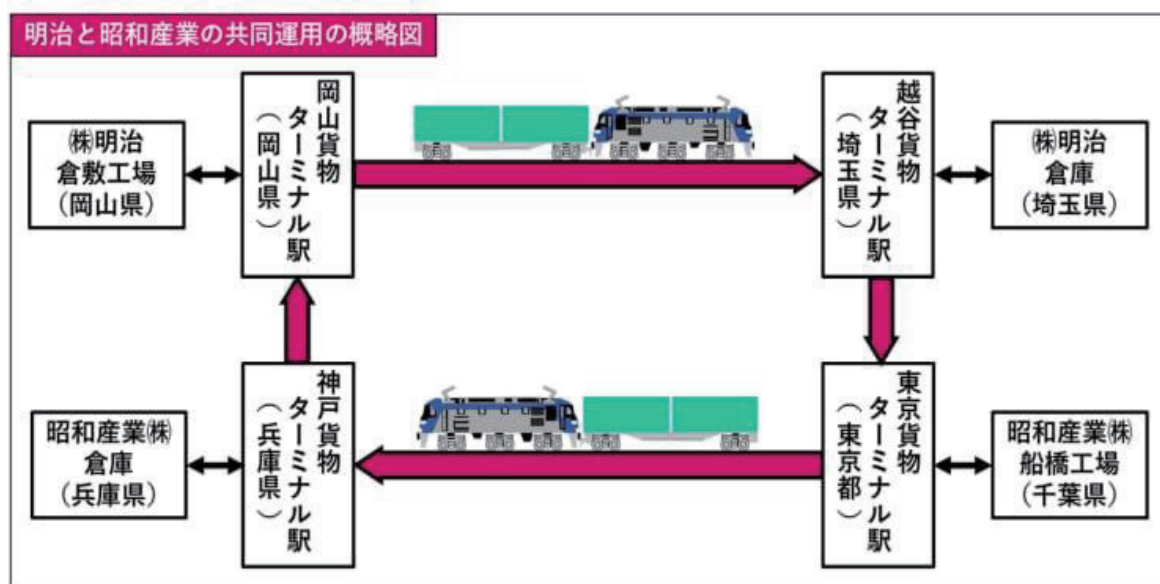 明治と昭和産業の共同運用の概略図
㈱明治
倉敷工場
（岡山県）
岡山貨物
ターミナル駅
（岡山県）
越谷貨物
ターミナル駅
（埼玉県）
㈱明治
倉庫
（埼玉県）
昭和産業㈱
倉庫
（兵庫県）
神戸貨物
ターミナル駅
（兵庫県）
東京貨物
ターミナル駅
（東京都）
昭和産業㈱
船橋工場
（千葉県）